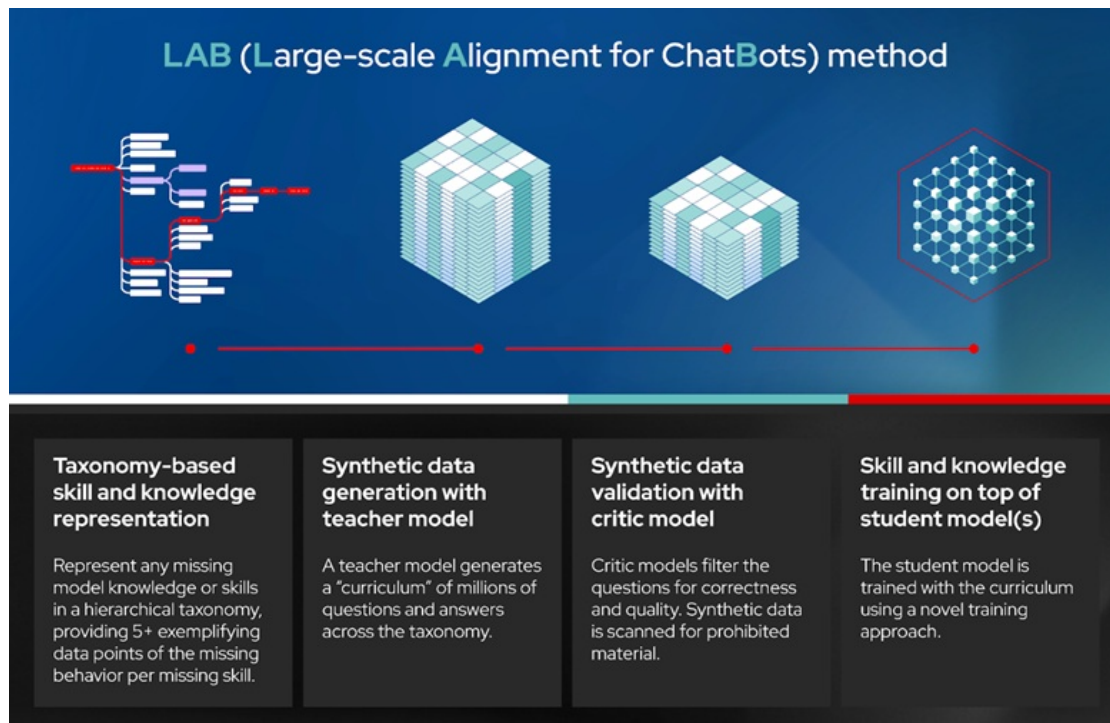 LAB (Large-scale Alignment for ChatBots) method
Taxonomy-based
skill and knowledge
representation
Represent any missing
model knowledge or skills
in a hierarchical taxonomy,
providing 5+ exemplifying
data points of the missing
behavior per missing skill.
Synthetic data
generation with
teacher model
A teacher model generates
a “curriculum” of millions of
questions and answers
across the taxonomy.
Synthetic data
validation with
critic model
Critic models filter the
questions for correctness
and quality. Synthetic data
is scanned for prohibited
material.
Skill and knowledge
training on top of
student model(s)
The student model is
trained with the curriculum
using a novel training
approach.